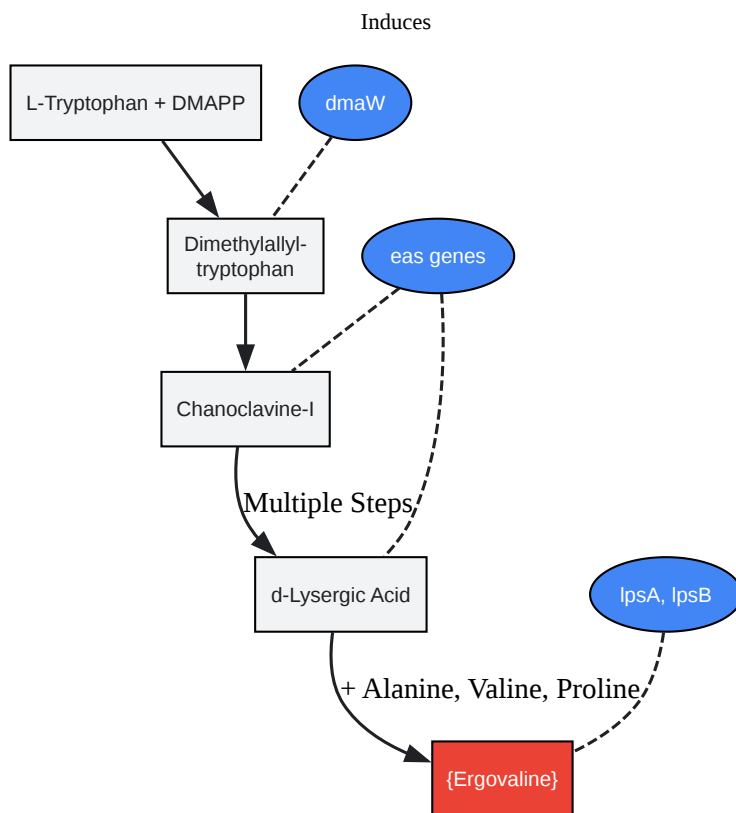 Induces
L-Tryptophan + DMAPP
dmaW
Dimethylallyl-
tryptophan
eas genes
Chanoclavine-I
Multiple Steps
d-Lysergic Acid
lpsA, lpsB
+ Alanine, Valine, Proline
{Ergovaline}